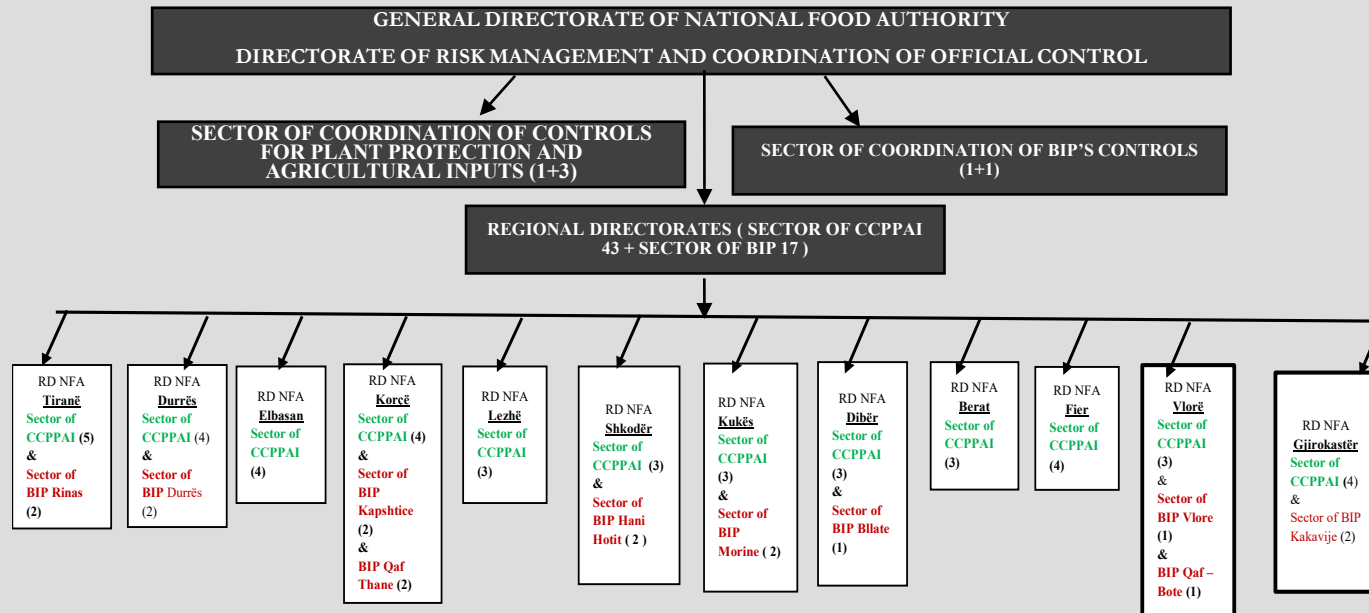 GENERAL DIRECTORATE OF NATIONAL FOOD AUTHORITY
DIRECTORATE OF RISK MANAGEMENT AND COORDINATION OF OFFICIAL CONTROL
SECTOR OF COORDINATION OF CONTROLS
FOR PLANT PROTECTION AND
AGRICULTURAL INPUTS (1+3)
SECTOR OF COORDINATION OF BIP'S CONTROLS
(1+1)
REGIONAL DIRECTORATES ( SECTOR OF CCPPAI
43 + SECTOR OF BIP 17 )
RD NFA
Tiranë
Sector of
CCPPAI (5)
&
Sector of
BIP Rinas
(2)
RD NFA
Durrës
Sector of
CCPPAI (4)
&
Sector of
BIP Durrës
(2)
RD NFA
Elbasan
Sector of
CCPPAI
(4)
RD NFA
Korçë
Sector of
CCPPAI (4)
&
Sector of
BIP
Kapshtice
(2)
&
BIP Qaf
Thane (2)
RD NFA
Lezhë
Sector of
CCPPAI
(3)
RD NFA
Shkodër
Sector of
CCPPAI (3)
&
Sector of
BIP Hani
Hotit ( 2 )
RD NFA
Kukës
Sector of
CCPPAI
(3)
&
Sector of
BIP
Morine ( 2)
RD NFA
Dibër
Sector of
CCPPAI
(3)
&
Sector of
BIP Bllate
(1)
RD NFA
Berat
Sector of
CCPPAI
(3)
RD NFA
Fier
Sector of
CCPPAI
(4)
RD NFA
Vlorë
Sector of
CCPPAI
(3)
&
Sector of
BIP Vlore
(1)
&
BIP Qaf –
Bote (1)
RD NFA
Gjirokastër
Sector of
CCPPAI (4)
&
Sector of BIP
Kakavije (2)